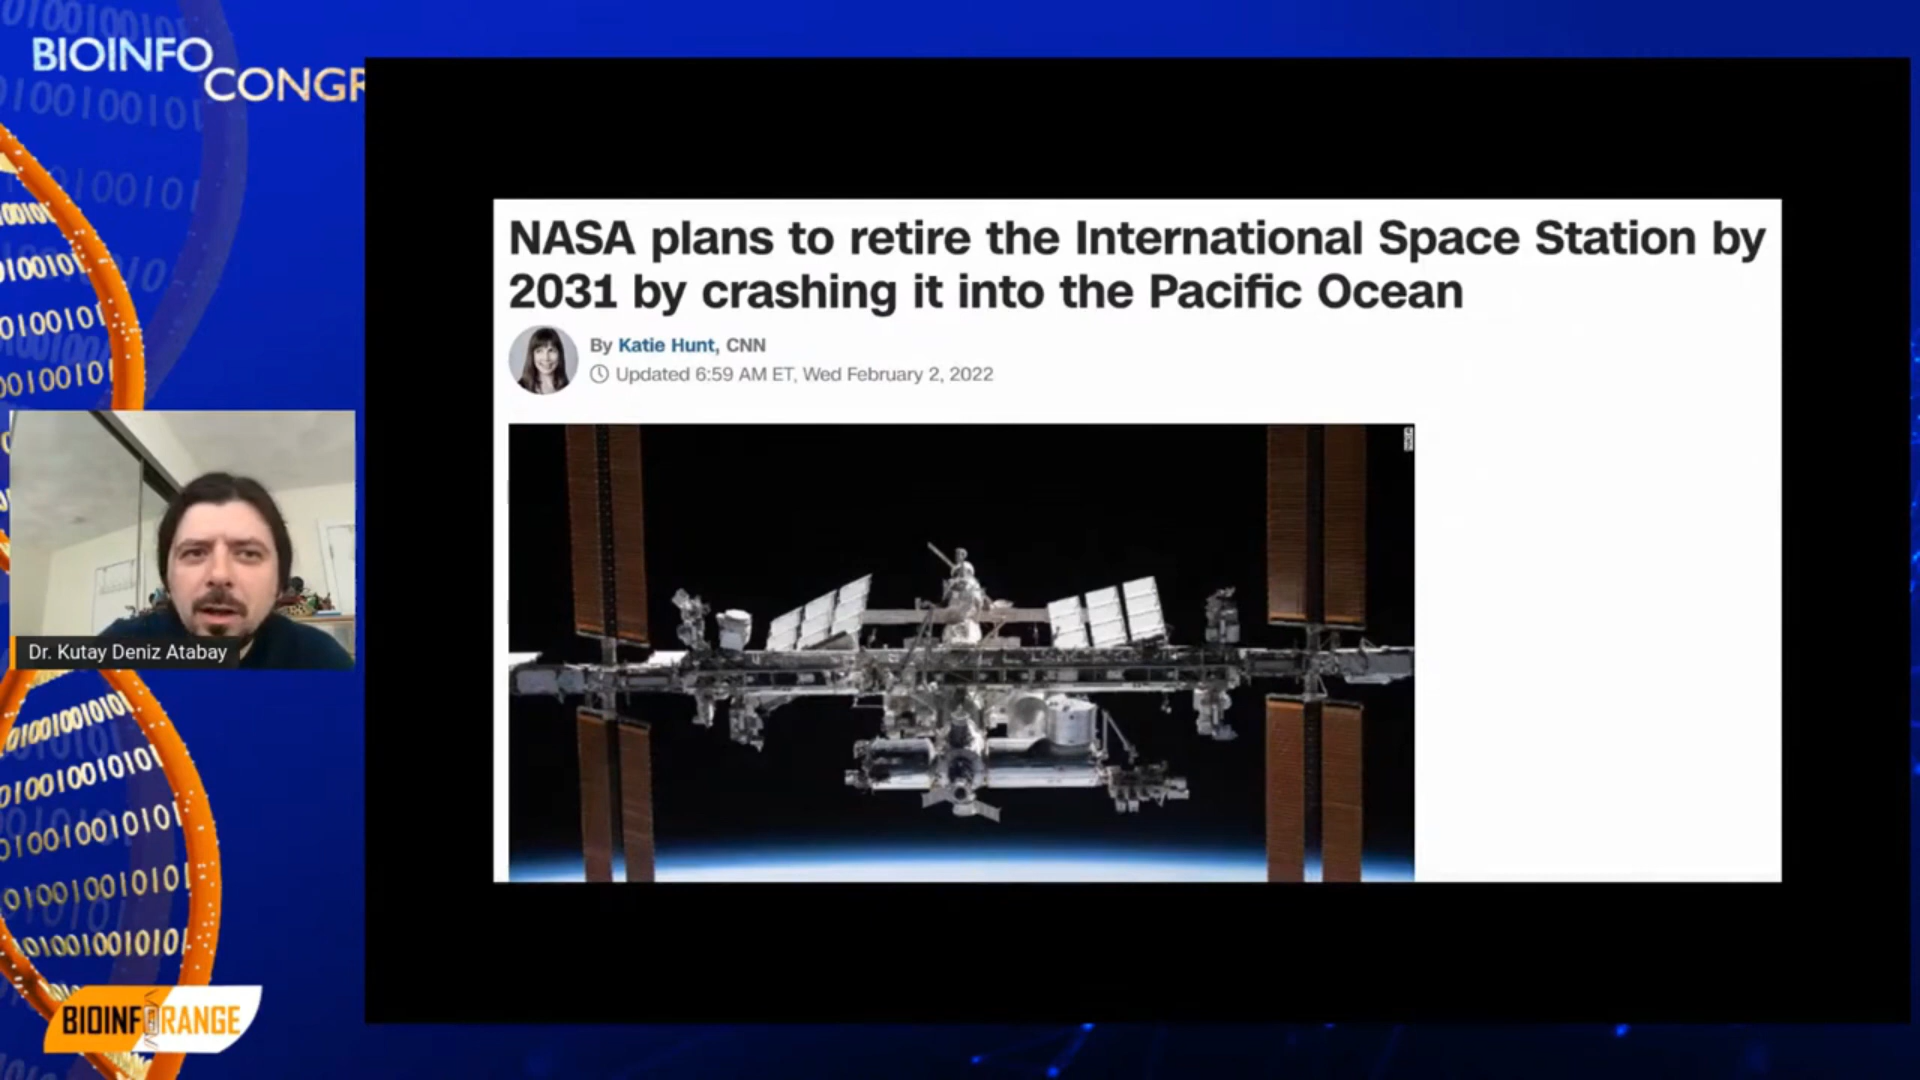 BIOINFO
CONGR
NASA plans to retire the International Space Station by
2031 by crashing it into the Pacific Ocean
By Katie Hunt, CNN
Updated 6:59 AM ET, Wed February 2, 2022
Dr. Kutay Deniz Atabay
BIOINFORANGE